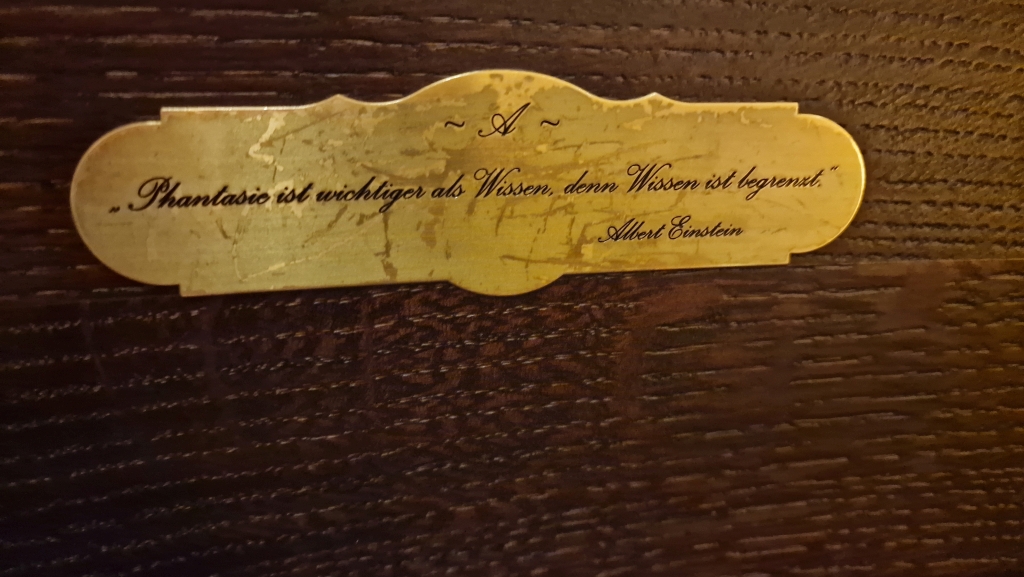 ~ A ~
„Phantasie ist wichtiger als Wissen, denn Wissen ist begrenzt.“
Albert Einstein